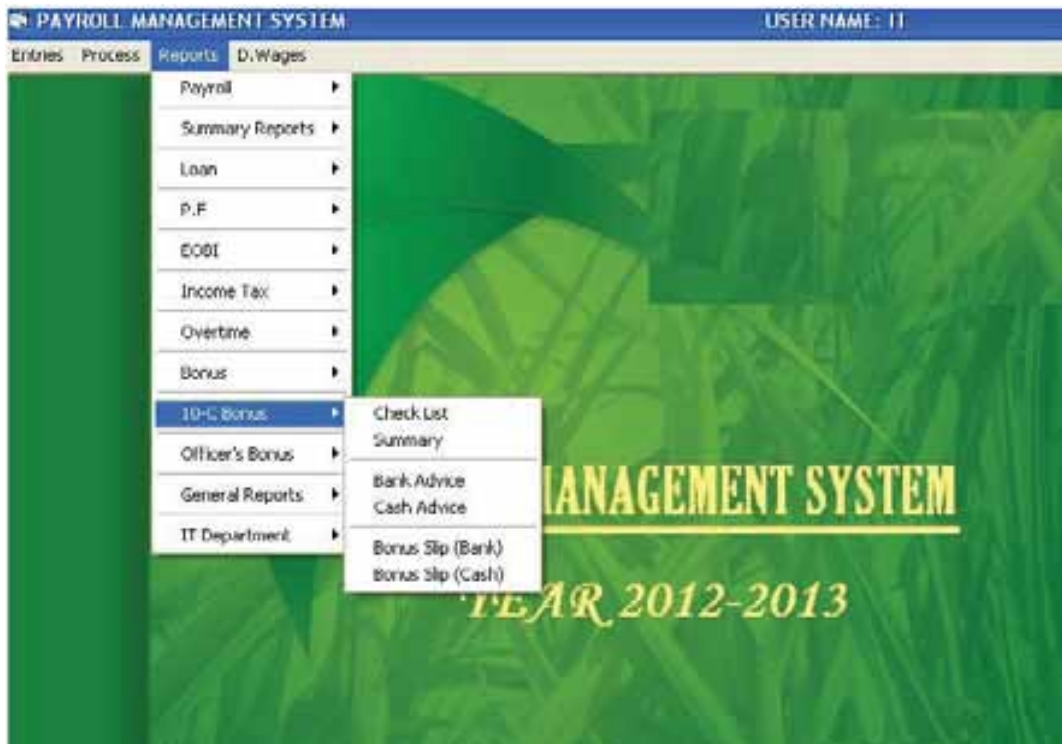 PAYROLL MANAGEMENT SYSTEM USER NAME: IT
Entries Process Reports D.Wages
Payroll
Summary Reports
Loan
P.F
EOBI
Income Tax
Overtime
Bonus
10-C Bonus
Officer's Bonus
General Reports
IT Department
Check List
Summary
Bank Advice
Cash Advice
Bonus Slip (Bank)
Bonus Slip (Cash)
MANAGEMENT SYSTEM
YEAR 2012-2013